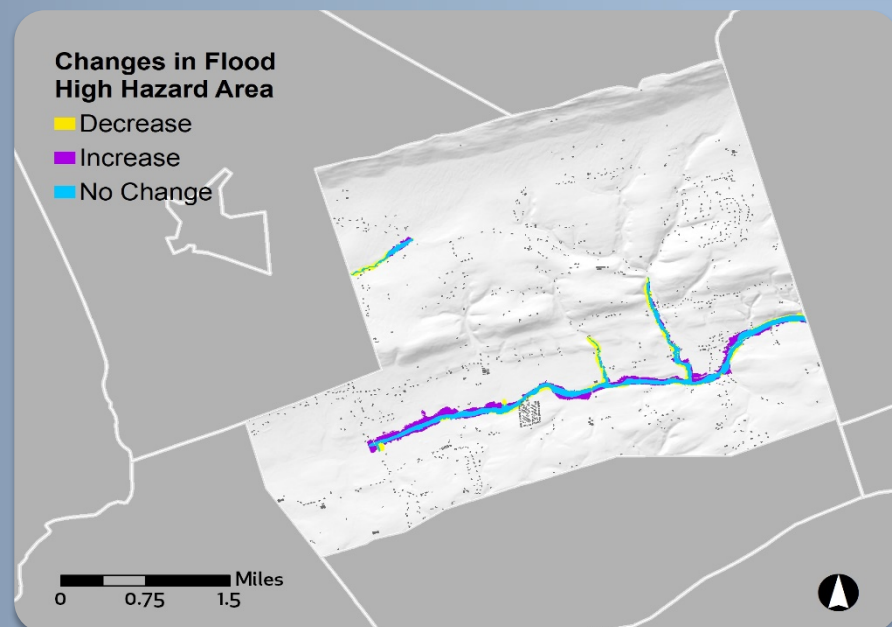 Changes in Flood
High Hazard Area
Decrease
Increase
No Change
Miles
0 0.75 1.5